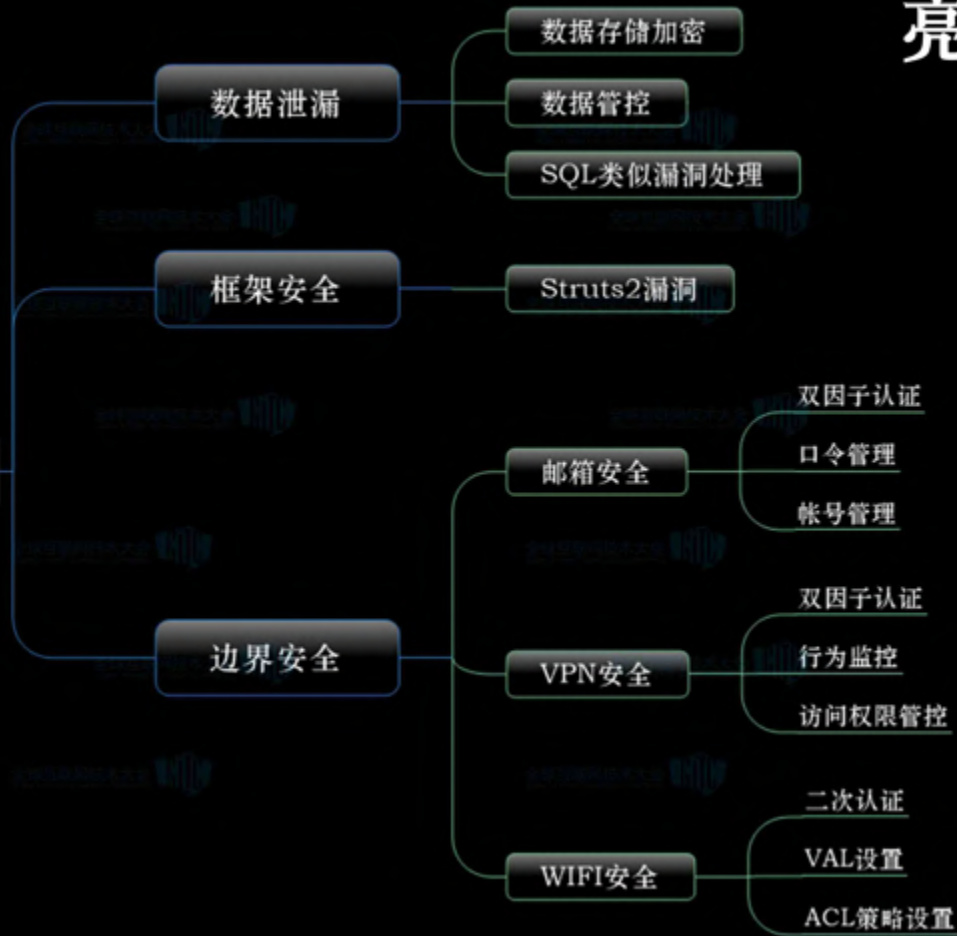 亮
数据泄漏
数据存储加密
数据管控
SQL类似漏洞处理
框架安全
Struts2漏洞
边界安全
邮箱安全
双因子认证
口令管理
帐号管理
VPN安全
双因子认证
行为监控
访问权限管控
WIFI安全
二次认证
VAL设置
ACL策略设置